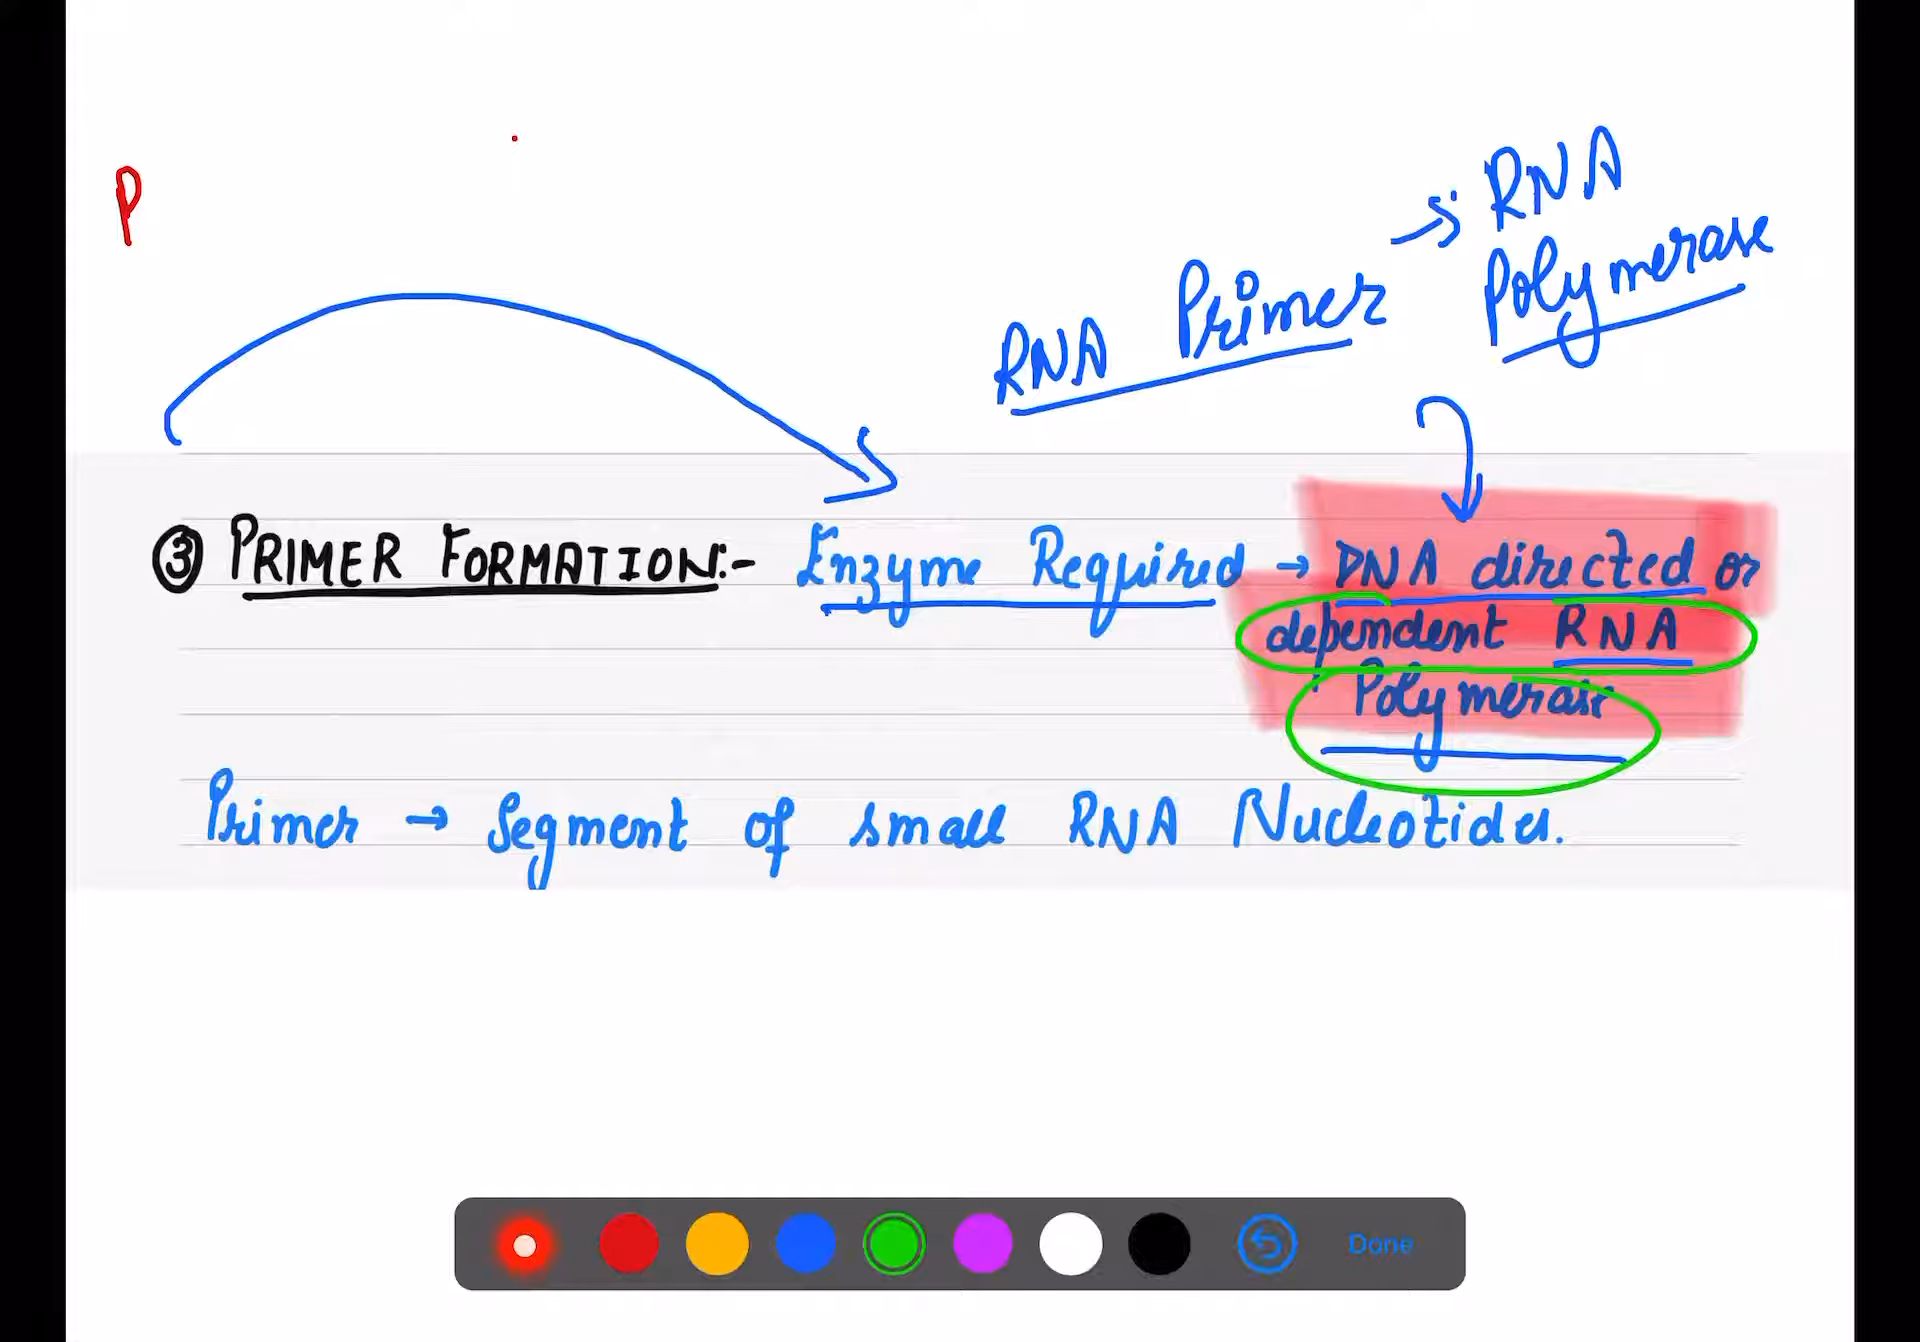 P
→ RNA
Polymerase
RNA Primer
③ PRIMER FORMATION:- Enzyme Required → DNA directed or
dependent RNA
Polymerase
Primer → Segment of small RNA Nucleotides.
Done